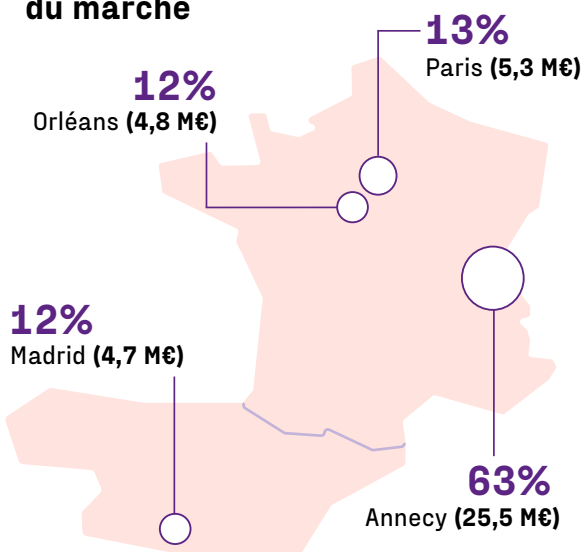 du marché
13%
Paris (5,3 M€)
12%
Orléans (4,8 M€)
12%
Madrid (4,7 M€)
63%
Annecy (25,5 M€)